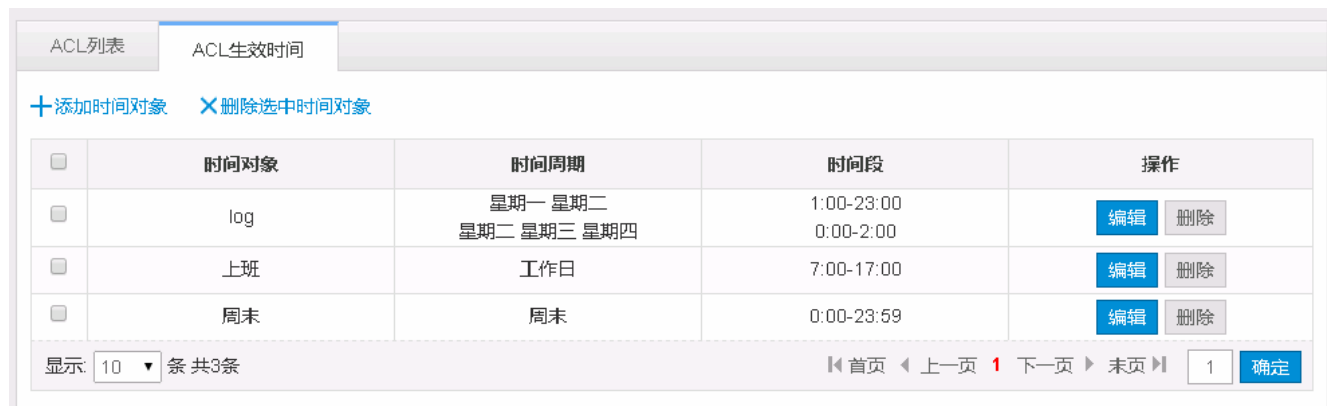 ACL列表 ACL生效时间
添加时间对象 删除选中时间对象
时间对象 时间周期 时间段 操作
log 星期一 星期二 1:00-23:00 编辑 删除
星期二 星期三 星期四 0:00-2:00
上班 工作日 7:00-17:00 编辑 删除
周末 周末 0:00-23:59 编辑 删除
显示: 10 条 共3条 首页 上一页 1 下一页 末页 1 确定